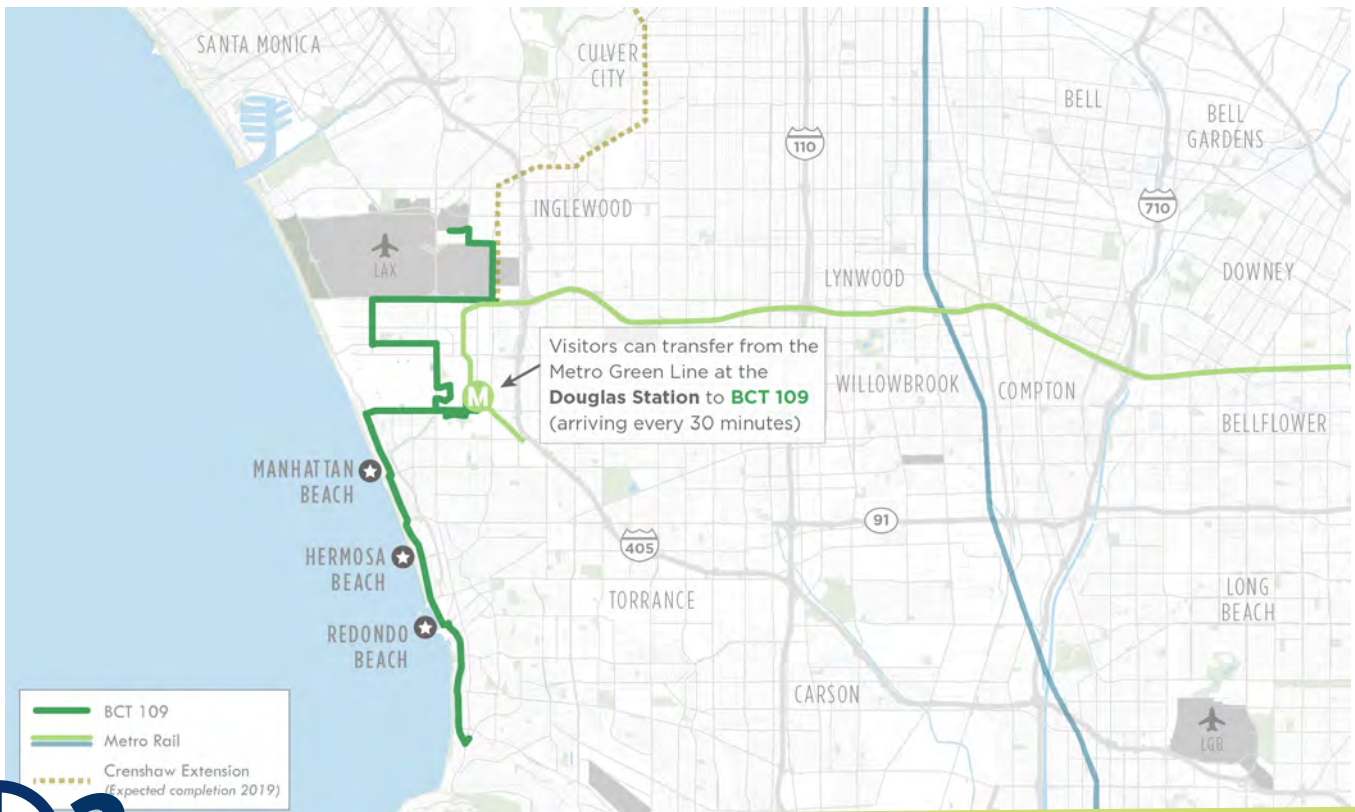 SANTA MONICA
CULVER
CITY
BELL
BELL
GARDENS
110
710
INGLEWOOD
LAX
LYNWOOD
DOWNEY
Visitors can transfer from the
Metro Green Line at the
Douglas Station to BCT 109
(arriving every 30 minutes)
M
WILLOWBROOK
COMPTON
BELLFLOWER
MANHATTAN
BEACH
91
405
HERMOSA
BEACH
TORRANCE
LONG
BEACH
REDONDO
BEACH
CARSON
LGB
BCT 109
Metro Rail
Crenshaw Extension
(Expected completion 2019)